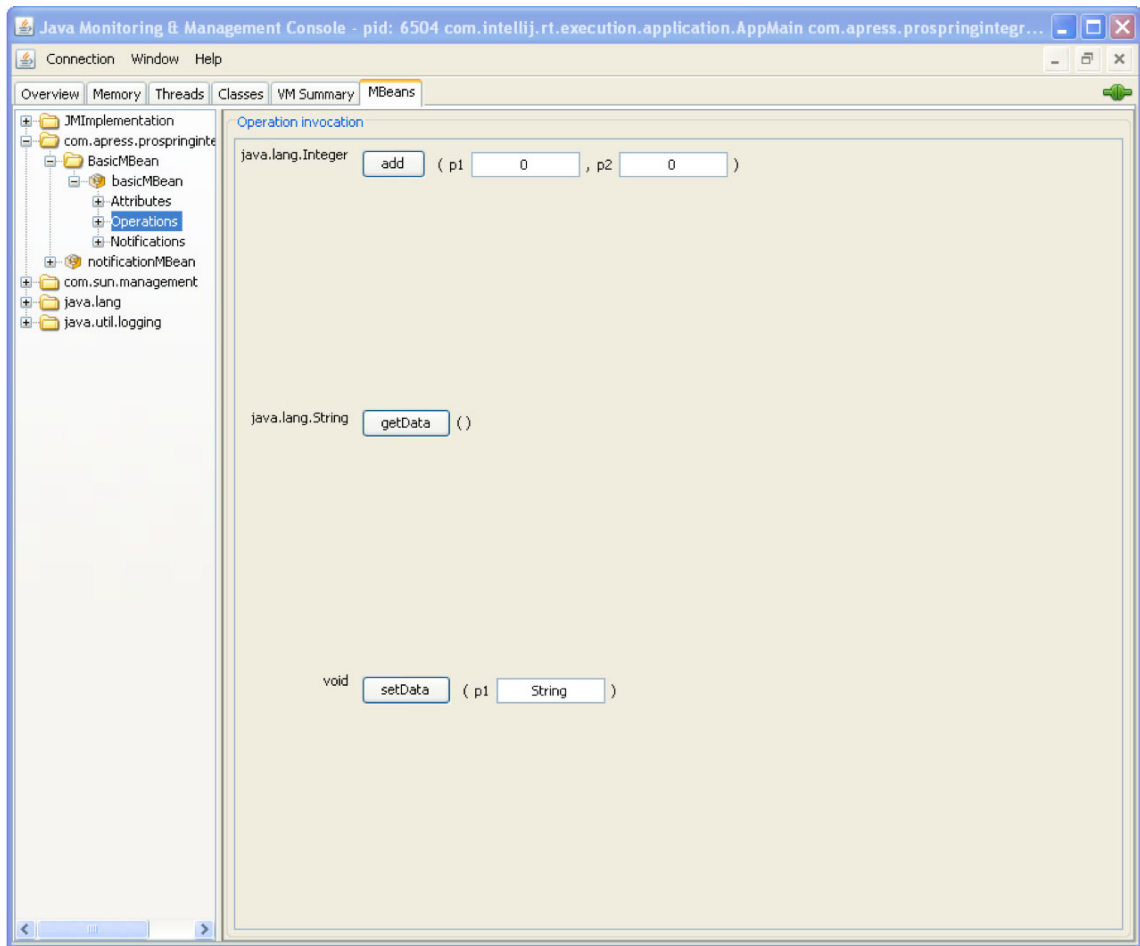 Java Monitoring & Management Console - pid: 6504 com.intellij.rt.execution.application.AppMain com.apress.prospringintegr...
Connection Window Help
Overview Memory Threads Classes VM Summary MBeans
JMImplementation
com.apress.prospringinte
BasicMBean
basicMBean
Attributes
Operations
Notifications
notificationMBean
com.sun.management
java.lang
java.util.logging
Operation invocation
java.lang.Integer add ( p1 0 , p2 0 )
java.lang.String getData ()
void setData ( p1 String )